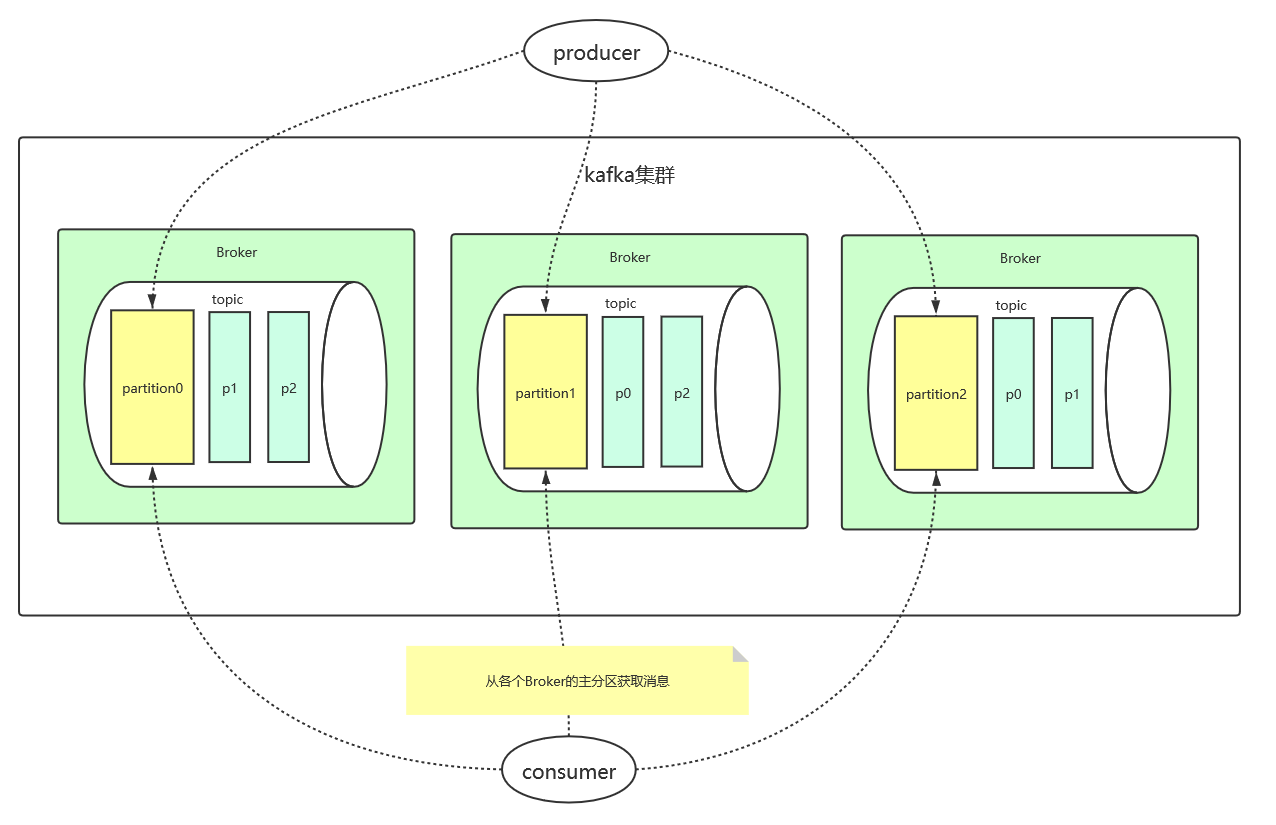 producer
kafka集群
Broker
topic
partition0
p1
p2
Broker
topic
partition1
p0
p2
Broker
topic
partition2
p0
p1
从各个Broker的主分区获取消息
consumer